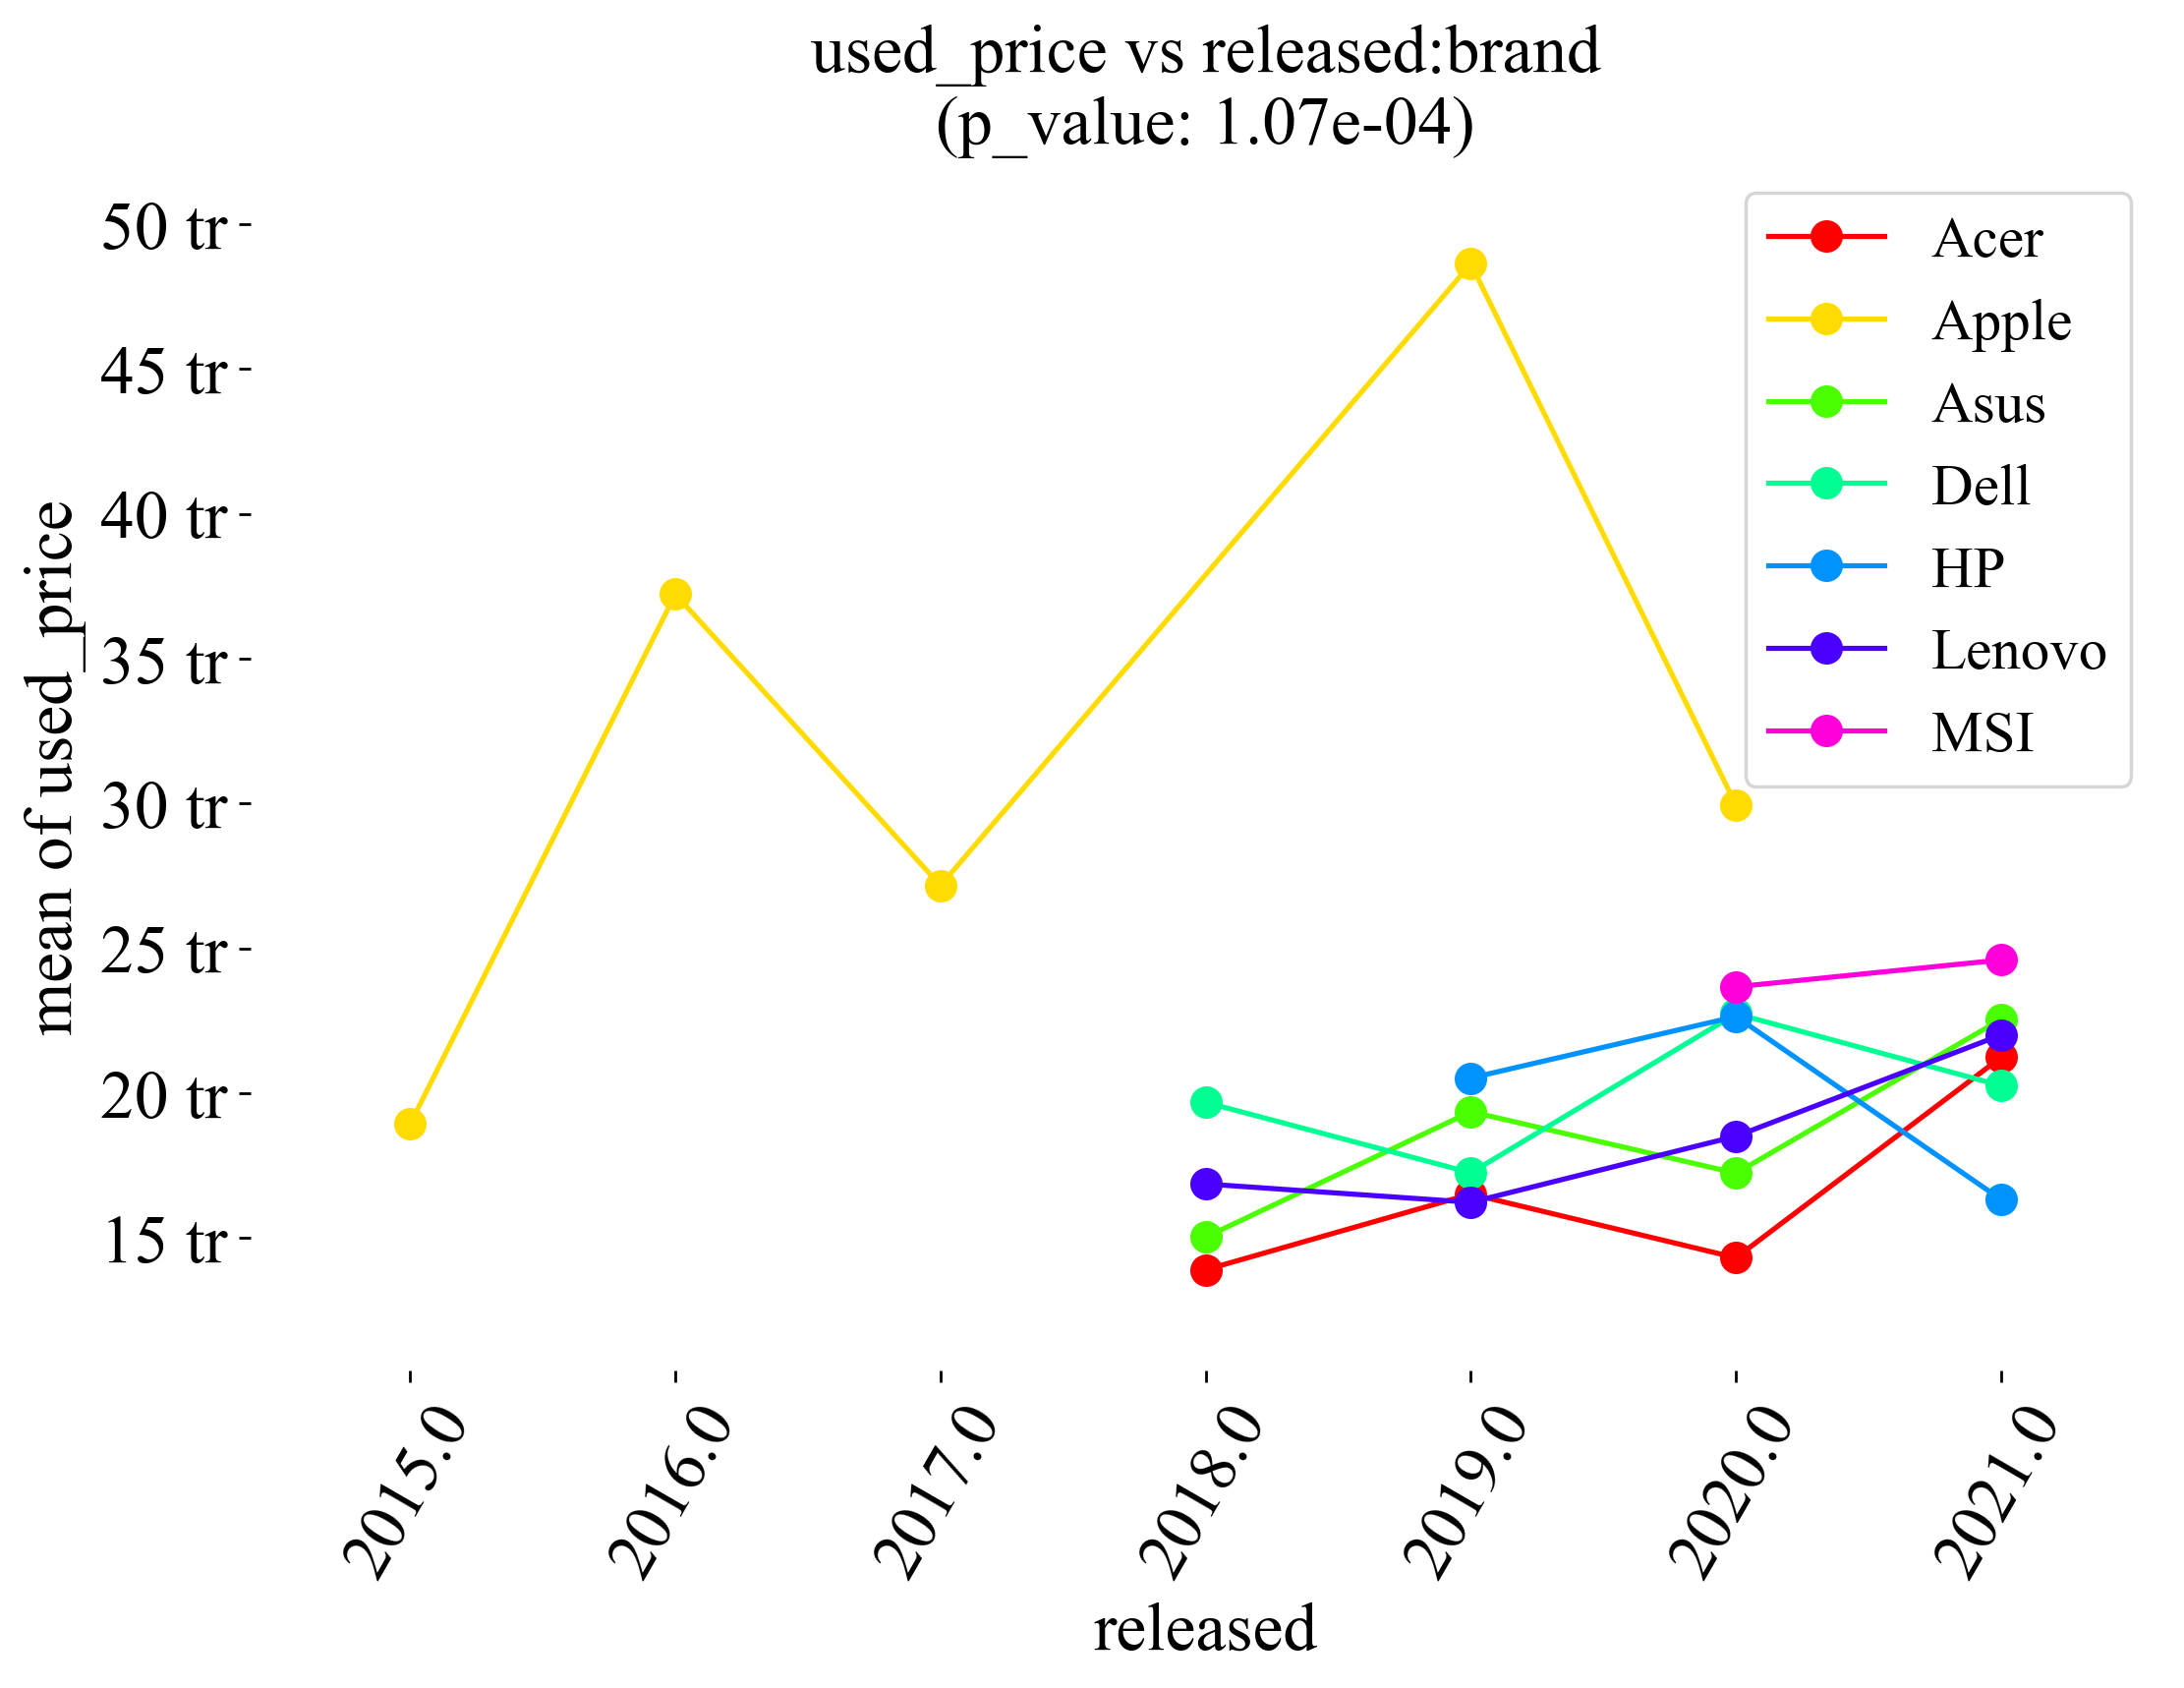 used_price vs released:brand
(p_value: 1.07e-04)
50 tr
45 tr
40 tr
35 tr
30 tr
25 tr
20 tr
15 tr
mean of used_price
Acer
Apple
Asus
Dell
HP
Lenovo
MSI
2015.0
2016.0
2017.0
2018.0
2019.0
2020.0
2021.0
released